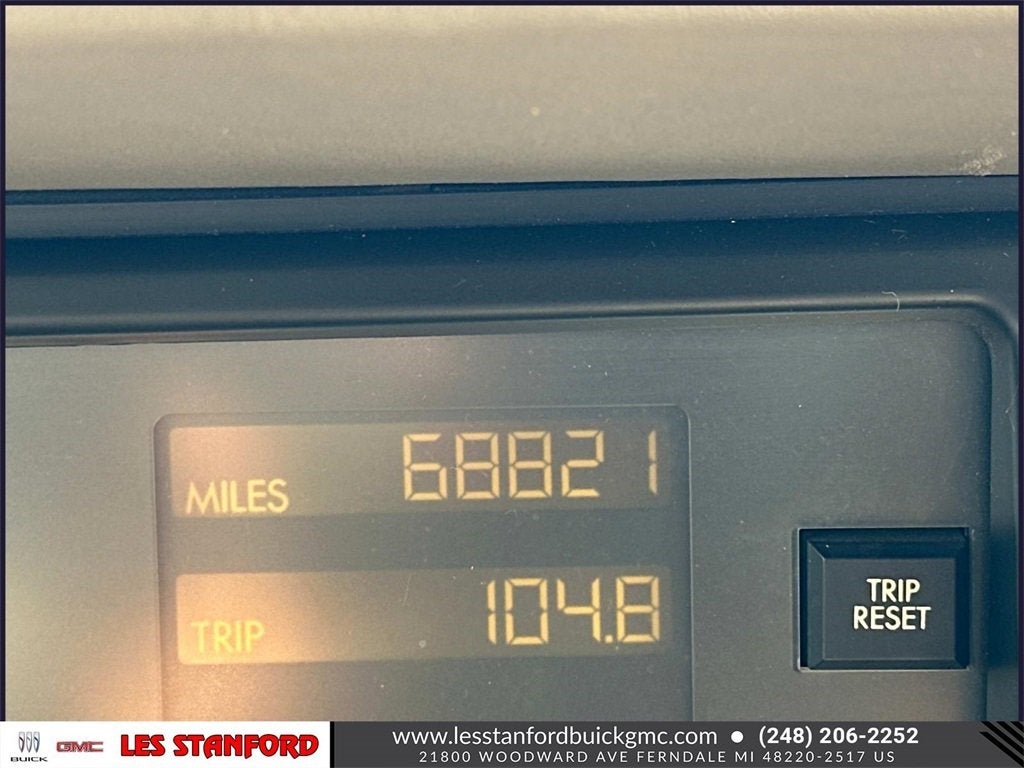 MILES 68821
TRIP 104.8
TRIP
RESET
BUICK
GMC
LES STANFORD
www.lesstanfordbuickgmc.com ● (248) 206-2252
21800 WOODWARD AVE FERNDALE MI 48220-2517 US